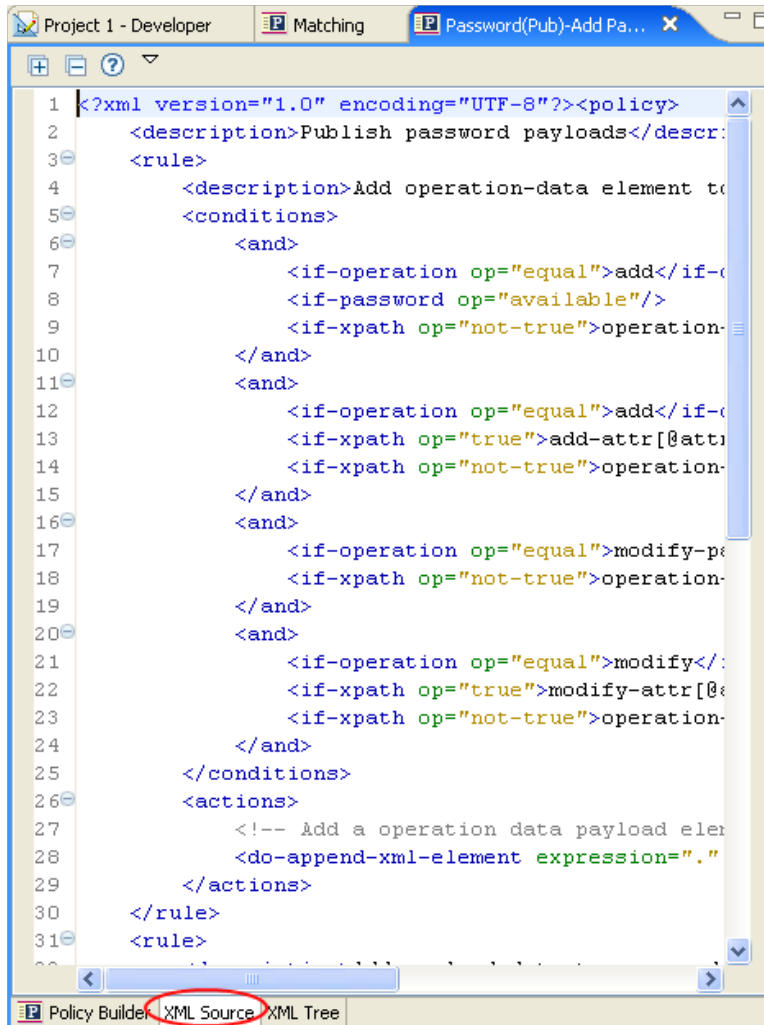 Project 1 - Developer Matching Password(Pub)-Add Pa...
1 <?xml version="1.0" encoding="UTF-8"?><policy>
2 <description>Publish password payloads</descr
3 <rule>
4 <description>Add operation-data element to
5 <conditions>
6 <and>
7 <if-operation op="equal">add</if-
8 <if-password op="available"/>
9 <if-xpath op="not-true">operation-
10 </and>
11 <and>
12 <if-operation op="equal">add</if-
13 <if-xpath op="true">add-attr[@att
14 <if-xpath op="not-true">operation-
15 </and>
16 <and>
17 <if-operation op="equal">modify-pa
18 <if-xpath op="not-true">operation-
19 </and>
20 <and>
21 <if-operation op="equal">modify</
22 <if-xpath op="true">modify-attr[@a
23 <if-xpath op="not-true">operation-
24 </and>
25 </conditions>
26 <actions>
27 <!-- Add a operation data payload ele
28 <do-append-xml-element expression="."
29 </actions>
30 </rule>
31 <rule>
Policy Builder XML Source XML Tree